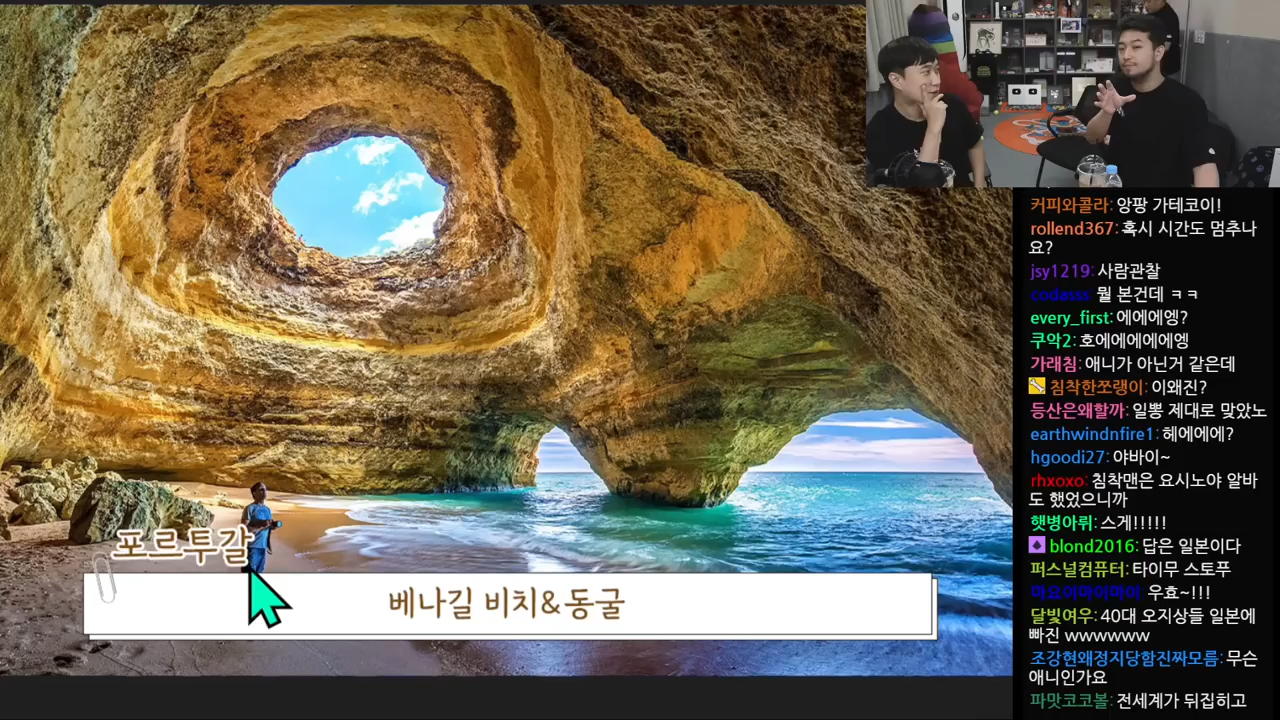 포르투갈
베나길 비치&동굴
커피와콜라: 앙팡 가테코이!
rollend367: 혹시 시간도 멈추나
요?
jsy1219: 사람관찰
codasss: 뭘 본건데 ㅋㅋ
every_first: 에에에엥?
쿠악2: 호에에에에에엥
가래침: 애니가 아닌거 같은데
침착한쪼랭이: 이왜진?
등산은왜할까: 일뽕 제대로 맞았노
earthwindnfire1: 헤에에에?
hgoodi27: 야바이~
rhxoxo: 침착맨은 요시노야 알바
도 했었으니까
햇병아뤼: 스게!!!!!
blond2016: 답은 일본이다
퍼스널컴퓨터: 타이무 스토푸
마요이마이마이: 우효~!!!
달빛여우: 40대 오지상들 일본에
빠진 wwwwww
조강현왜정지당함진짜모름: 무슨
애니인가요
파맛코코볼: 전세계가 뒤집히고